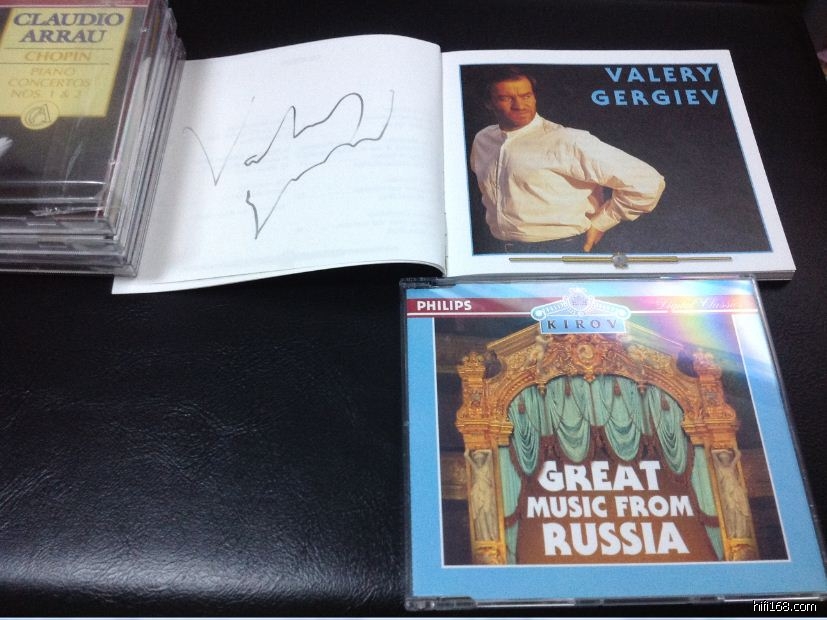 CLAUDIO
ARRAU
CHOPIN
PIANO
CONCERTOS
NOS. 1 & 2
VALERY
GERGIEV
PHILIPS
Digital Classics
KIROV
GREAT
MUSIC FROM
RUSSIA
hifi168.com